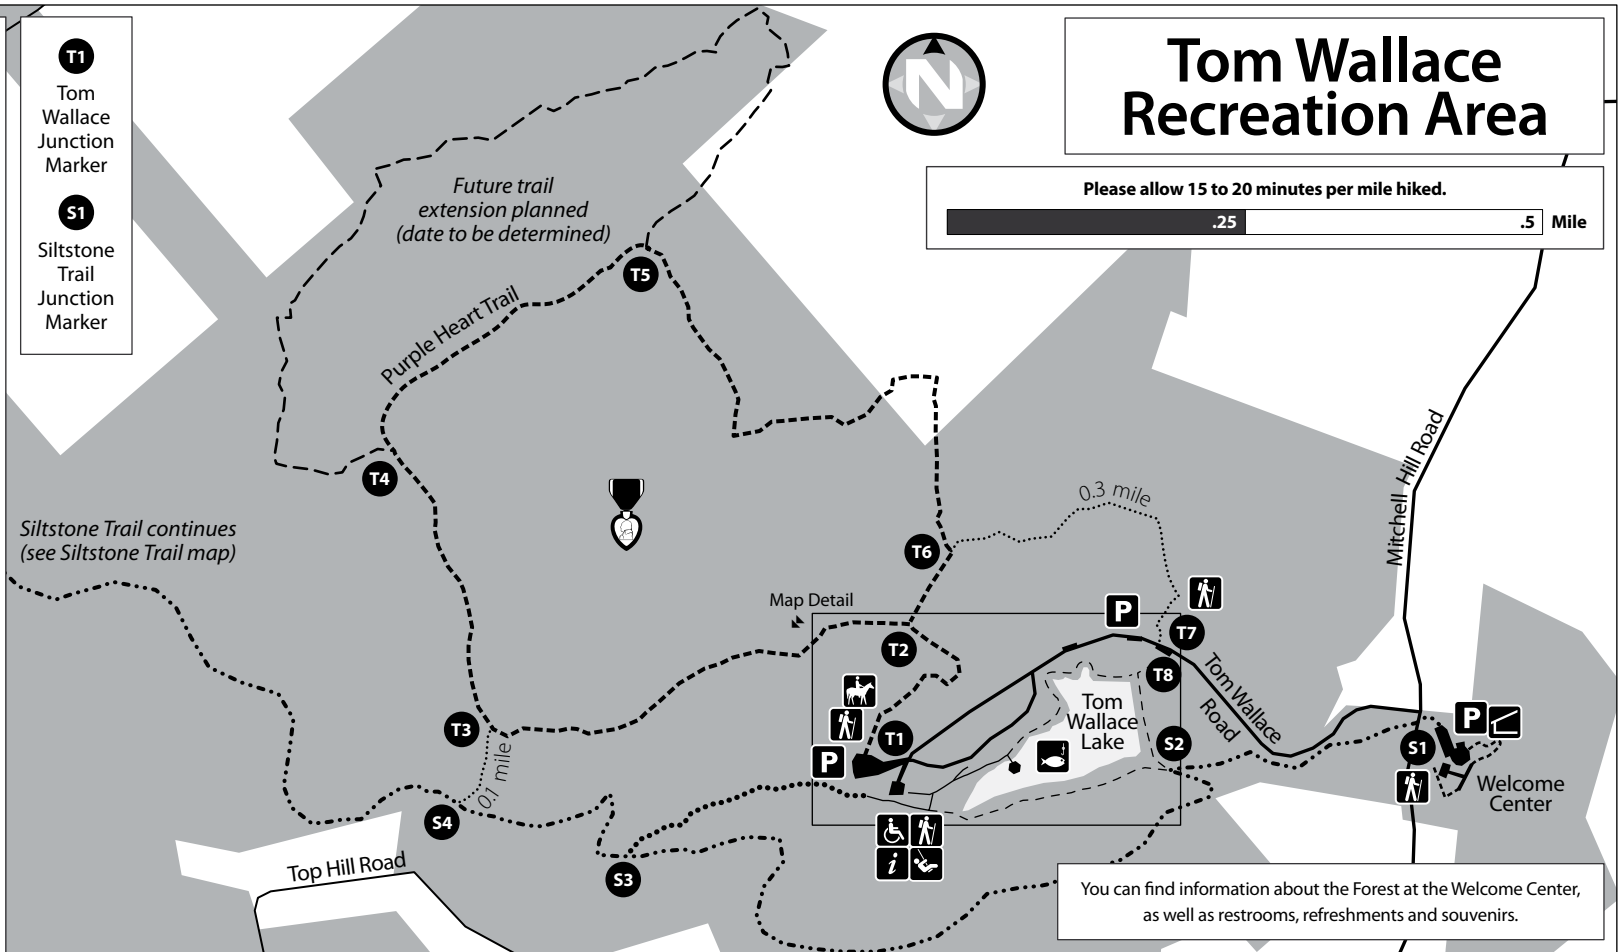 T1
Tom
Wallace
Junction
Marker
S1
Siltstone
Trail
Junction
Marker
N
Tom Wallace
Recreation Area
Please allow 15 to 20 minutes per mile hiked.
.25
.5
Mile
Future trail
extension planned
(date to be determined)
T5
Purple Heart Trail
T4
Siltstone Trail continues
(see Siltstone Trail map)
Mitchell Hill Road
0.3 mile
T6
Map Detail
P
T7
T2
T8
Tom Wallace
Road
Tom
Wallace
Lake
T3
0.1 mile
T1
P
S2
S1
P
Welcome
Center
S4
i
S3
Top Hill Road
You can find information about the Forest at the Welcome Center,
as well as restrooms, refreshments and souvenirs.